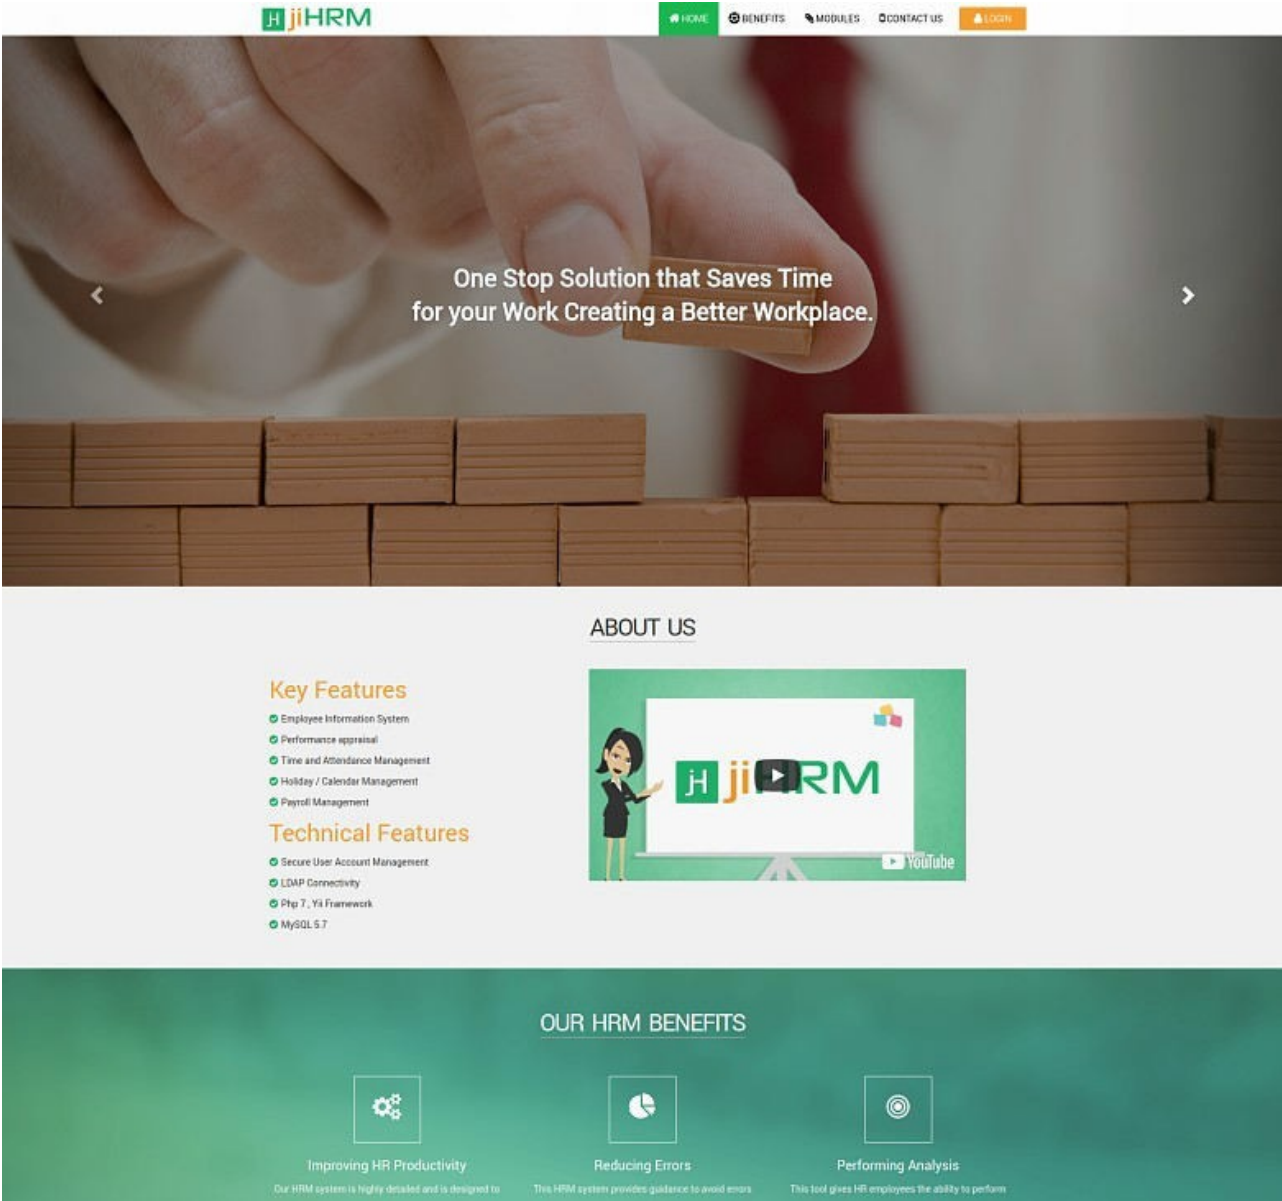 jH jiHRM
HOME BENEFITS MODULES CONTACT US LOGIN
One Stop Solution that Saves Time
for your Work Creating a Better Workplace.
ABOUT US
Key Features
Employee Information System
Performance appraisal
Time and Attendance Management
Holiday / Calendar Management
Payroll Management
Technical Features
Secure User Account Management
LDAP Connectivity
Php 7 , Yii Framework
MySQL 5.7
jH jiHRM
YouTube
OUR HRM BENEFITS
Improving HR Productivity
Our HRM system is highly detailed and is designed to
Reducing Errors
This HRM system provides guidance to avoid errors
Performing Analysis
This tool gives HR employees the ability to perform